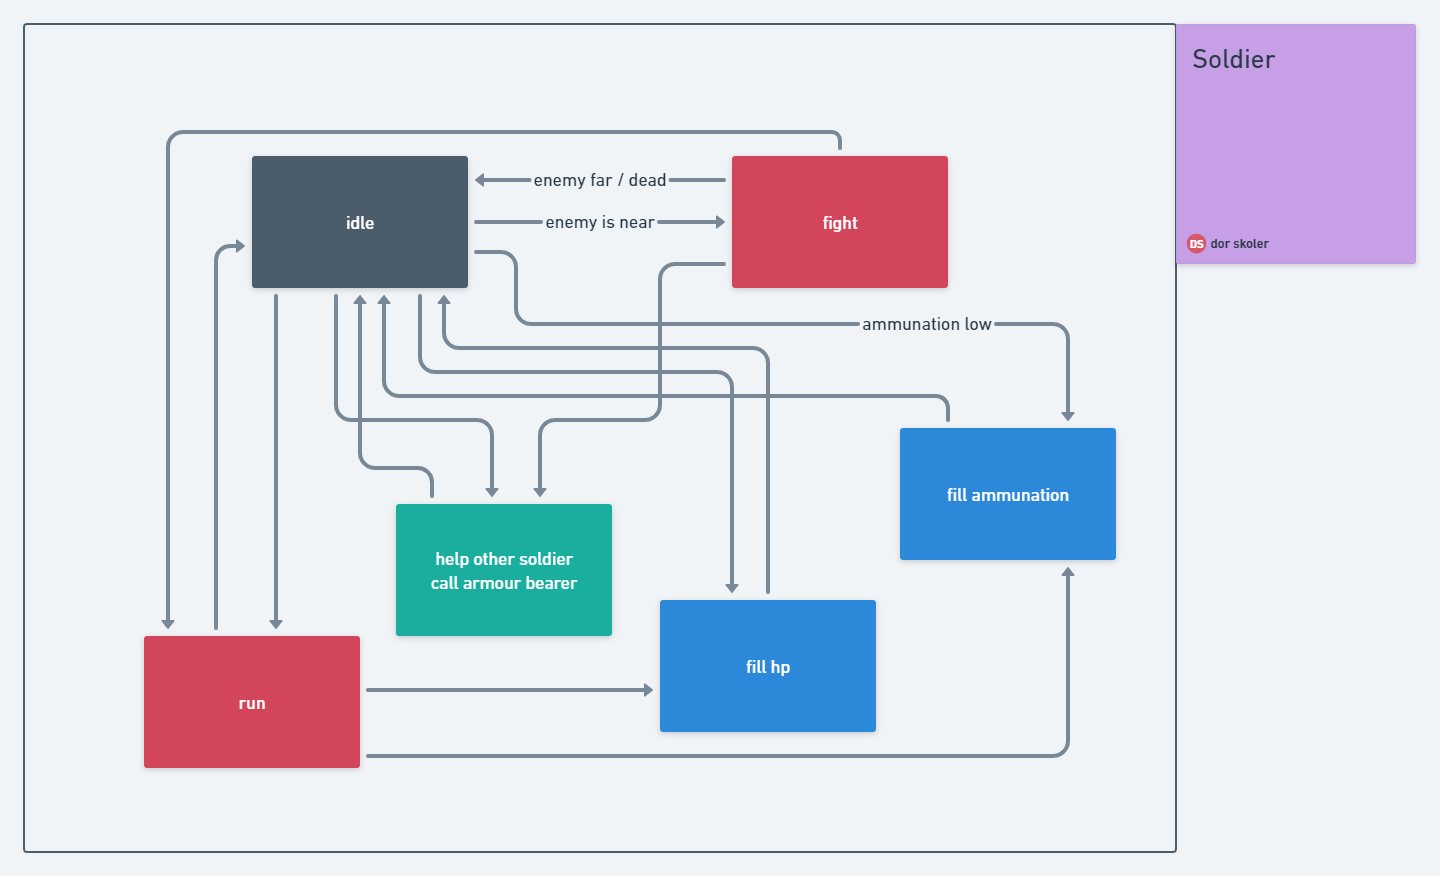 Soldier
enemy far / dead
idle
enemy is near
fight
DS dor skoler
ammunation low
fill ammunation
help other soldier
call armour bearer
fill hp
run